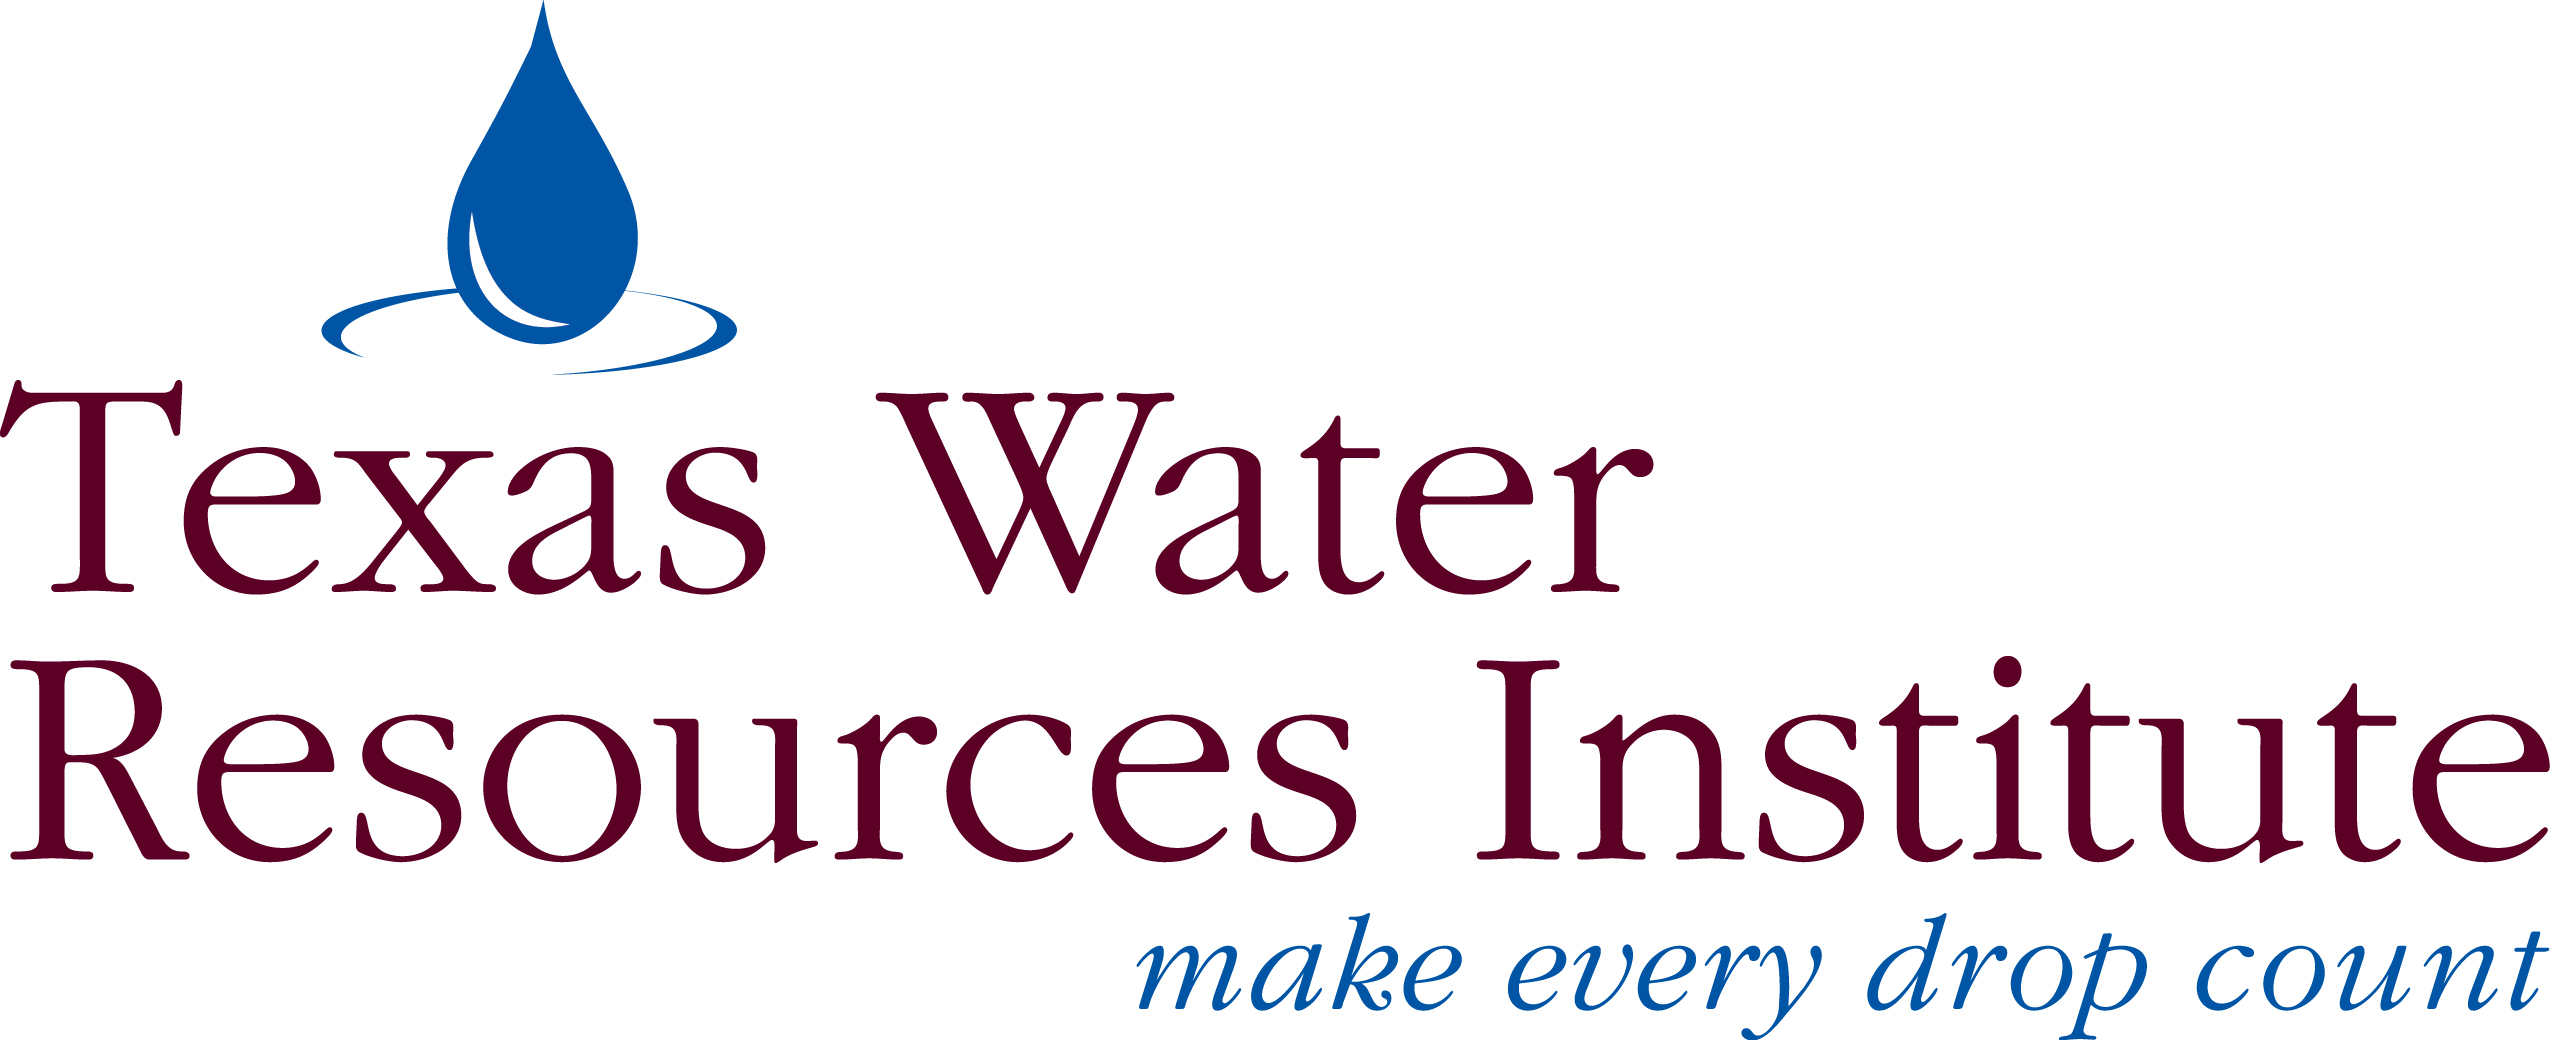 Texas Water
Resources Institute
make every drop count